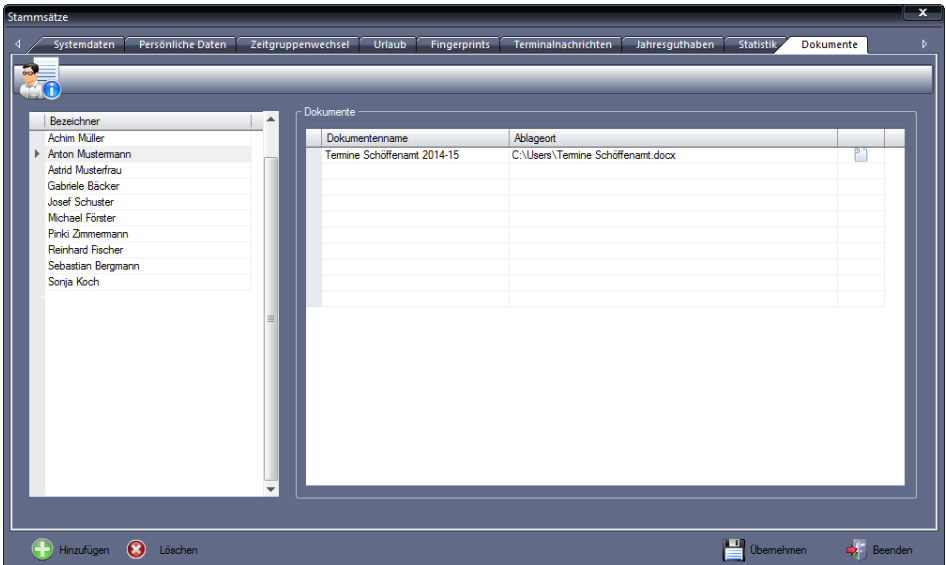 Stammsätze
x
Systemdaten Persönliche Daten Zeitgruppenwechsel Urlaub Fingerprints Terminalnachrichten Jahresguthaben Statistik Dokumente
Bezeichner
Achim Müller
Anton Mustermann
Astrid Musterfrau
Gabriele Bäcker
Josef Schuster
Michael Förster
Pinki Zimmermann
Reinhard Fischer
Sebastian Bergmann
Sonja Koch
Dokumente
Dokumentenname Ablageort
Termine Schöffenamt 2014-15 C:\Users\Termine Schöffenamt.docx
Hinzufügen Löschen Übernehmen Beenden